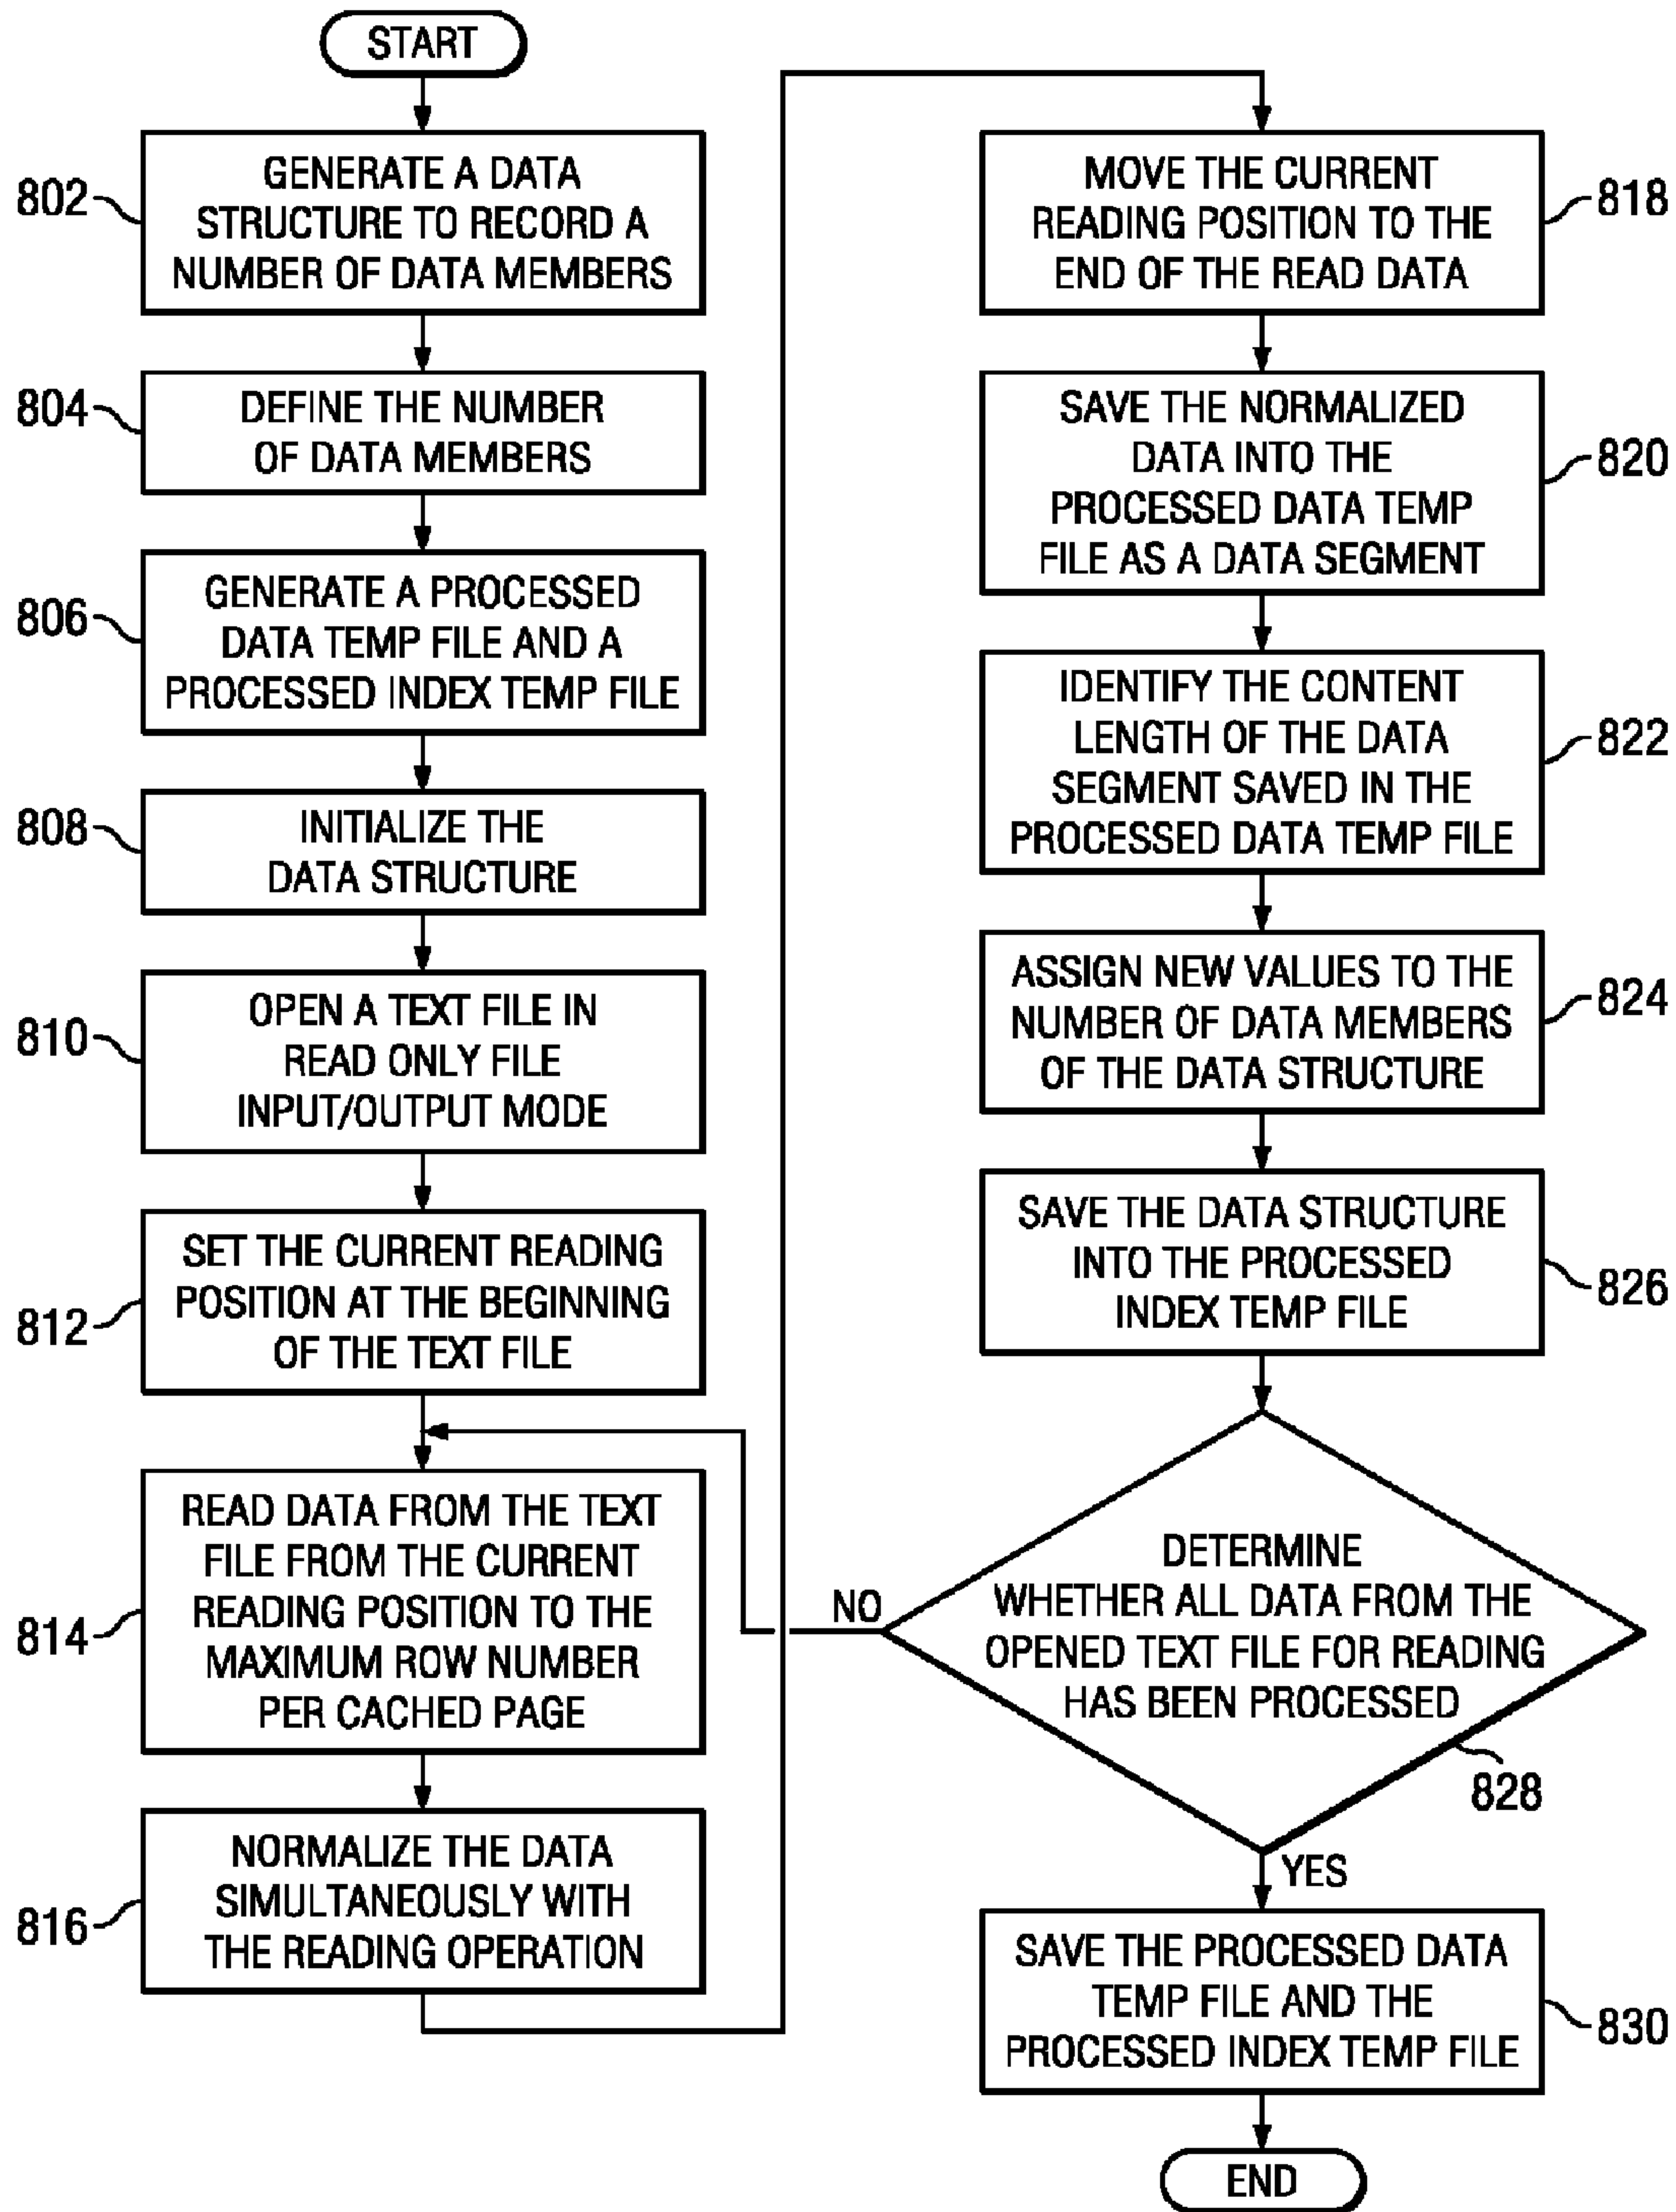 START
802
GENERATE A DATA
STRUCTURE TO RECORD A
NUMBER OF DATA MEMBERS
804
DEFINE THE NUMBER
OF DATA MEMBERS
806
GENERATE A PROCESSED
DATA TEMP FILE AND A
PROCESSED INDEX TEMP FILE
808
INITIALIZE THE
DATA STRUCTURE
810
OPEN A TEXT FILE IN
READ ONLY FILE
INPUT/OUTPUT MODE
812
SET THE CURRENT READING
POSITION AT THE BEGINNING
OF THE TEXT FILE
814
READ DATA FROM THE TEXT
FILE FROM THE CURRENT
READING POSITION TO THE
MAXIMUM ROW NUMBER
PER CACHED PAGE
816
NORMALIZE THE DATA
SIMULTANEOUSLY WITH
THE READING OPERATION
MOVE THE CURRENT
READING POSITION TO THE
END OF THE READ DATA
818
SAVE THE NORMALIZED
DATA INTO THE
PROCESSED DATA TEMP
FILE AS A DATA SEGMENT
820
IDENTIFY THE CONTENT
LENGTH OF THE DATA
SEGMENT SAVED IN THE
PROCESSED DATA TEMP FILE
822
ASSIGN NEW VALUES TO THE
NUMBER OF DATA MEMBERS
OF THE DATA STRUCTURE
824
SAVE THE DATA STRUCTURE
INTO THE PROCESSED
INDEX TEMP FILE
826
DETERMINE
WHETHER ALL DATA FROM THE
OPENED TEXT FILE FOR READING
HAS BEEN PROCESSED
NO
828
YES
SAVE THE PROCESSED DATA
TEMP FILE AND THE
PROCESSED INDEX TEMP FILE
830
END